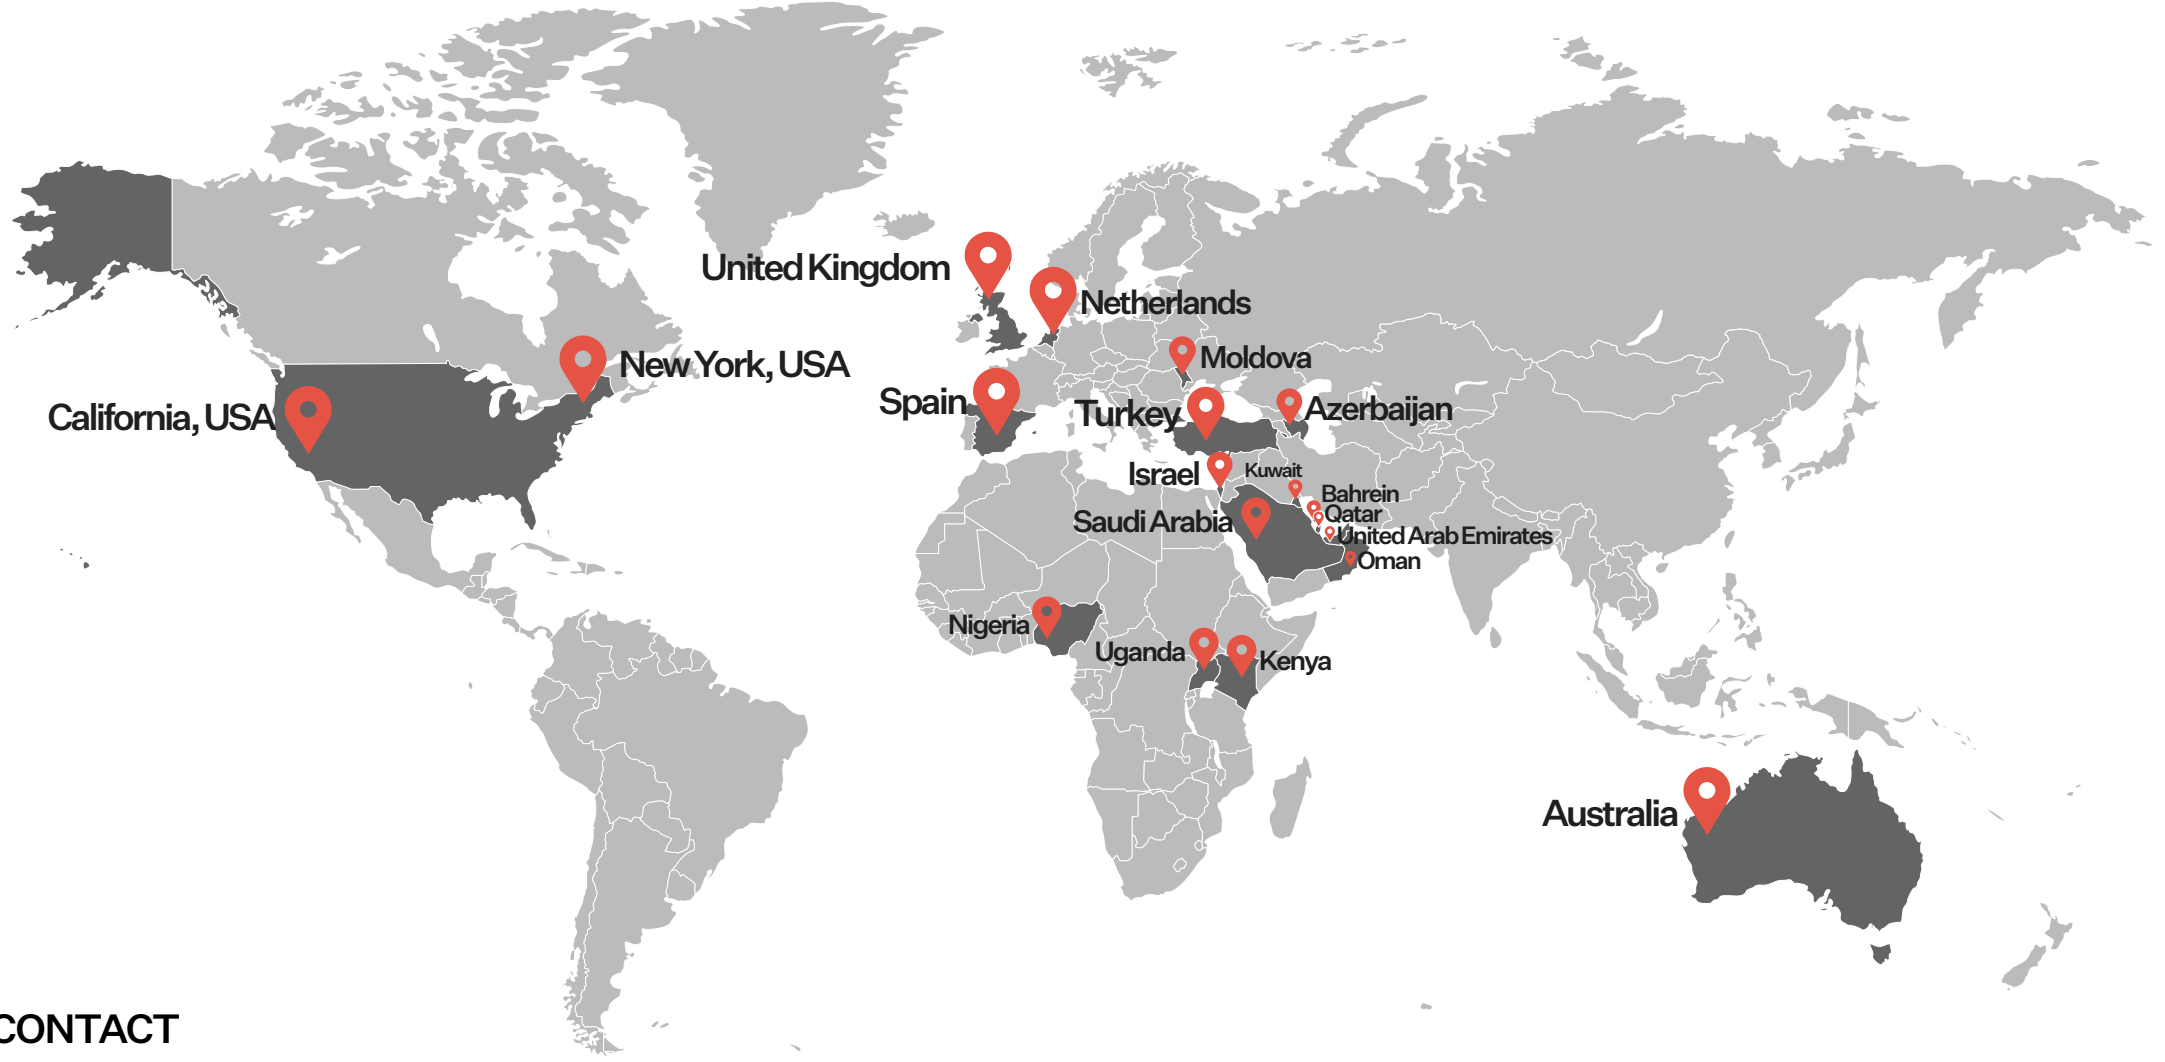 United Kingdom
Netherlands
Moldova
New York, USA
Spain
Turkey
Azerbaijan
California, USA
Israel
Kuwait
Bahrein
Qatar
Saudi Arabia
United Arab Emirates
Oman
Nigeria
Uganda
Kenya
Australia
CONTACT